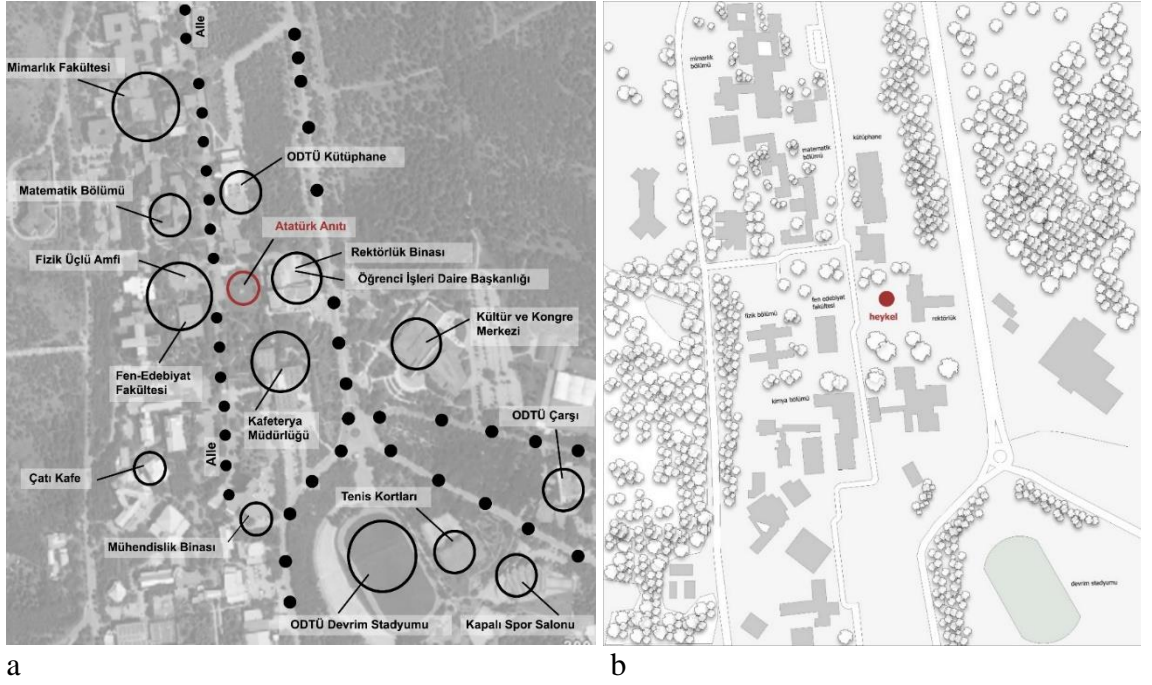 Alle
Mimarlık Fakültesi
ODTÜ Kütüphane
Matematik Bölümü
Atatürk Anıtı
Fizik Üçlü Amfi
Rektörlük Binası
Öğrenci İşleri Daire Başkanlığı
Kültür ve Kongre
Merkezi
Fen-Edebiyat
Fakültesi
Kafeterya
Müdürlüğü
ODTÜ Çarşı
Alle
Çatı Kafe
Tenis Kortları
Mühendislik Binası
ODTÜ Devrim Stadyumu
Kapalı Spor Salonu
a
mimarlık
bölümü
kütüphane
matematik
bölümü
fen edebiyat
fakültesi
fizik bölümü
heykel
rektörlük
kimya bölümü
devrim stadyumu
b